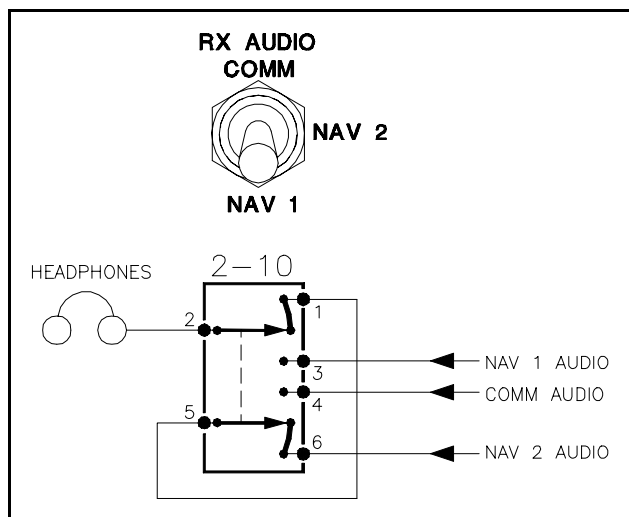 RX AUDIO
COMM
NAV 2
NAV 1
HEADPHONES
2-10
1
2
3
NAV 1 AUDIO
4
COMM AUDIO
5
6
NAV 2 AUDIO